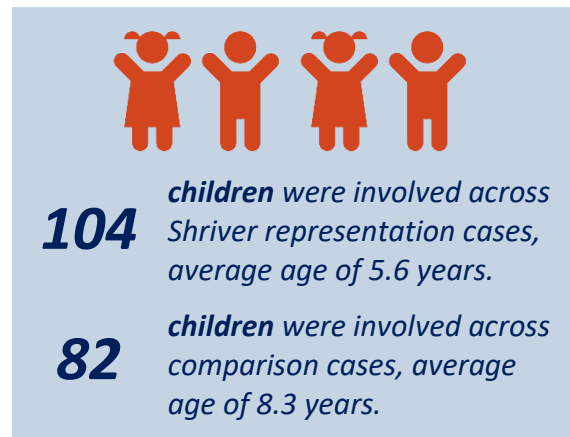 104
children were involved across
Shriver representation cases,
average age of 5.6 years.
82
children were involved across
comparison cases, average
age of 8.3 years.